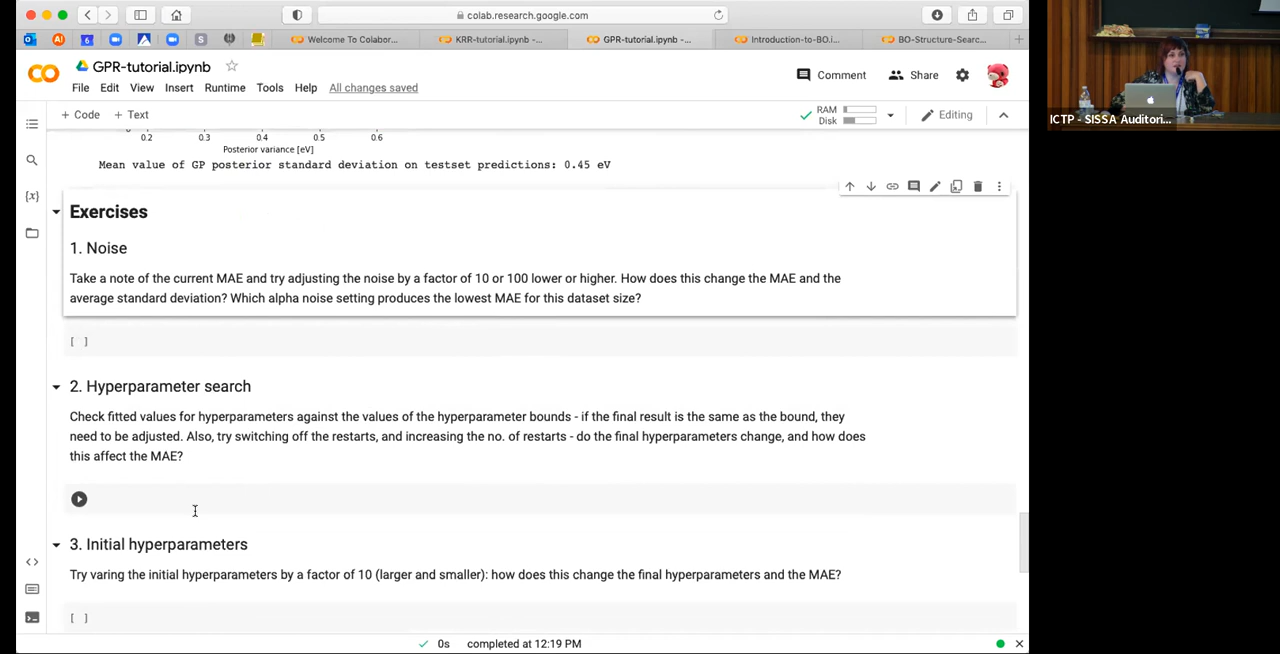 colab.research.google.com
6
S
Welcome To Colabor...
KRR-tutorial.ipynb -...
GPR-tutorial.ipynb -...
Introduction-to-BO.i...
BO-Structure-Searc...
GPR-tutorial.ipynb
File Edit View Insert Runtime Tools Help All changes saved
Comment Share
+ Code + Text
RAM
Disk
Editing
0.2 0.3 0.4 0.5 0.6
Posterior variance [eV]
Mean value of GP posterior standard deviation on testset predictions: 0.45 eV
Exercises
1. Noise
Take a note of the current MAE and try adjusting the noise by a factor of 10 or 100 lower or higher. How does this change the MAE and the
average standard deviation? Which alpha noise setting produces the lowest MAE for this dataset size?
[ ]
2. Hyperparameter search
Check fitted values for hyperparameters against the values of the hyperparameter bounds - if the final result is the same as the bound, they
need to be adjusted. Also, try switching off the restarts, and increasing the no. of restarts - do the final hyperparameters change, and how does
this affect the MAE?
3. Initial hyperparameters
Try varing the initial hyperparameters by a factor of 10 (larger and smaller): how does this change the final hyperparameters and the MAE?
[ ]
0s completed at 12:19 PM
ICTP - SISSA Auditori...